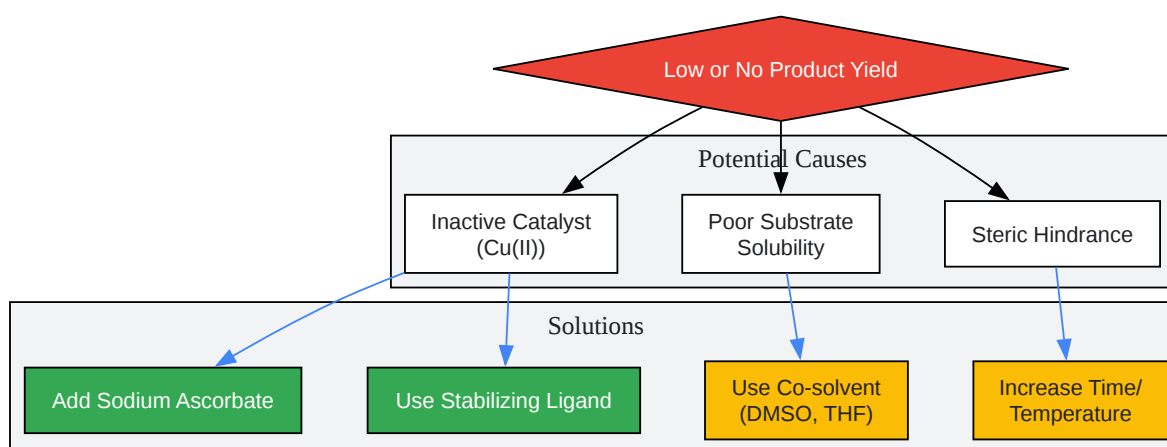 Low or No Product Yield
Potential Causes
Inactive Catalyst
(Cu(II))
Poor Substrate
Solubility
Steric Hindrance
Solutions
Add Sodium Ascorbate
Use Stabilizing Ligand
Use Co-solvent
(DMSO, THF)
Increase Time/
Temperature